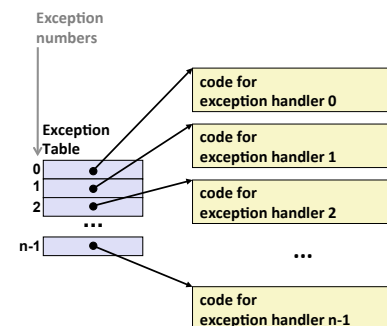 Exception
numbers
code for
exception handler 0
Exception
Table
code for
exception handler 1
0
1
2
...
n-1
code for
exception handler 2
...
code for
exception handler n-1